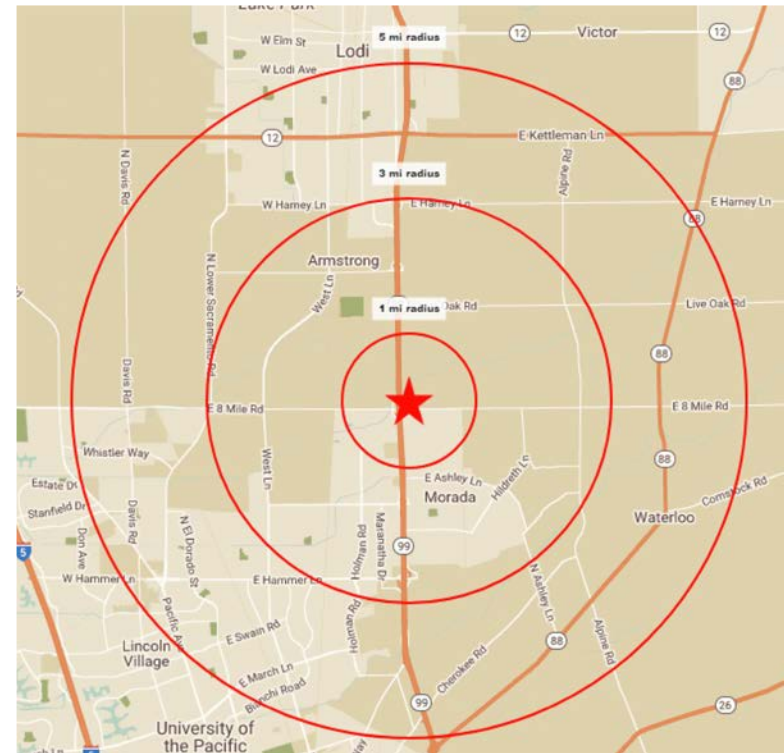 Lake Park
W Elm St
5 mi radius
12
Victor
12
Lodi
W Lodi Ave
88
12
E Kettleman Ln
N Davis Rd
Alpine Rd
3 mi radius
W Harney Ln
E Harney Ln
E Harney Ln
88
N Lower Sacramento Rd
Armstrong
West Ln
1 mi radius
Oak Rd
Live Oak Rd
88
Davis Rd
E 8 Mile Rd
E 8 Mile Rd
Whistler Way
West Ln
E Ashley Ln
Hildreth Ln
88
Estate Dr
Morada
Comstock Rd
Stanfield Dr
Davis Rd
N El Dorado St
Waterloo
Don Ave
Holman Rd
Maranatha Dr
99
5
W Hammer Ln
E Hammer Ln
N Ashley Ln
Pacific Ave
Holman Rd
Alpine Rd
E Swain Rd
88
Lincoln
Village
Cherokee Rd
E March Ln
Bianchi Road
99
26
University of
the Pacific